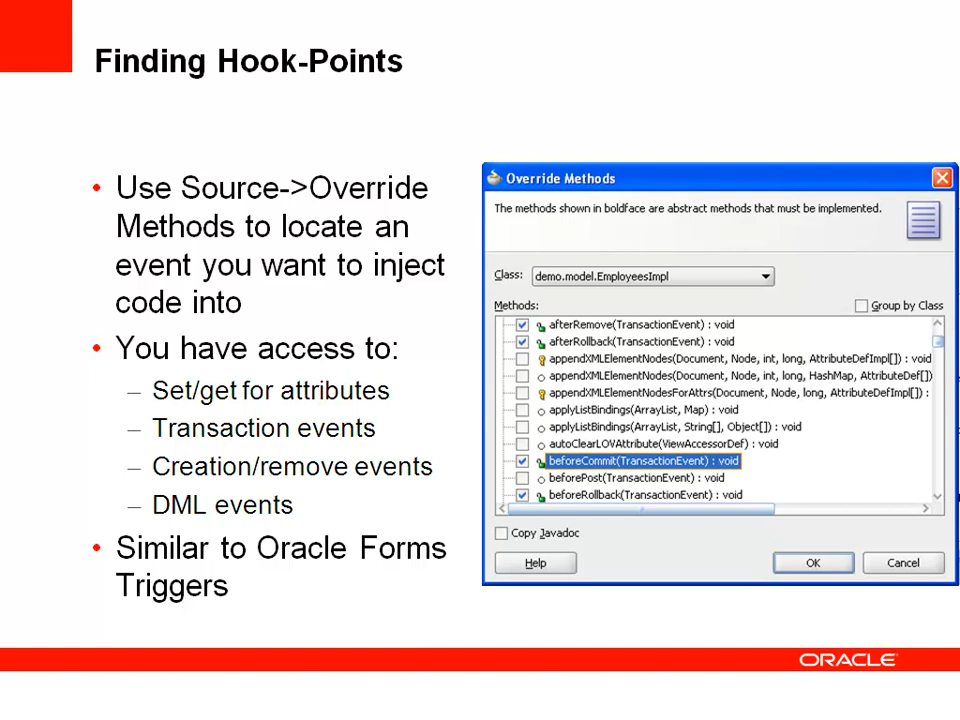 Finding Hook-Points
• Use Source->Override
Methods to locate an
event you want to inject
code into
• You have access to:
– Set/get for attributes
– Transaction events
– Creation/remove events
– DML events
• Similar to Oracle Forms
Triggers
Override Methods
The methods shown in boldface are abstract methods that must be implemented.
Class: demo.model.EmployeesImpl
Methods: Group by Class
afterRemove(TransactionEvent) : void
afterRollback(TransactionEvent) : void
appendXMLElementNodes(Document, Node, int, long, AttributeDefImpl[]) : void
appendXMLElementNodes(Document, Node, int, long, HashMap, AttributeDef[])
appendXMLElementNodesForAttrs(Document, Node, long, AttributeDefImpl[]) :
applyListBindings(ArrayList, Map) : void
applyListBindings(ArrayList, String[], Object[]) : void
autoClearLOVAttribute(ViewAccessorDef) : void
beforeCommit(TransactionEvent) : void
beforePost(TransactionEvent) : void
beforeRollback(TransactionEvent) : void
Copy Javadoc
Help OK Cancel
ORACLE